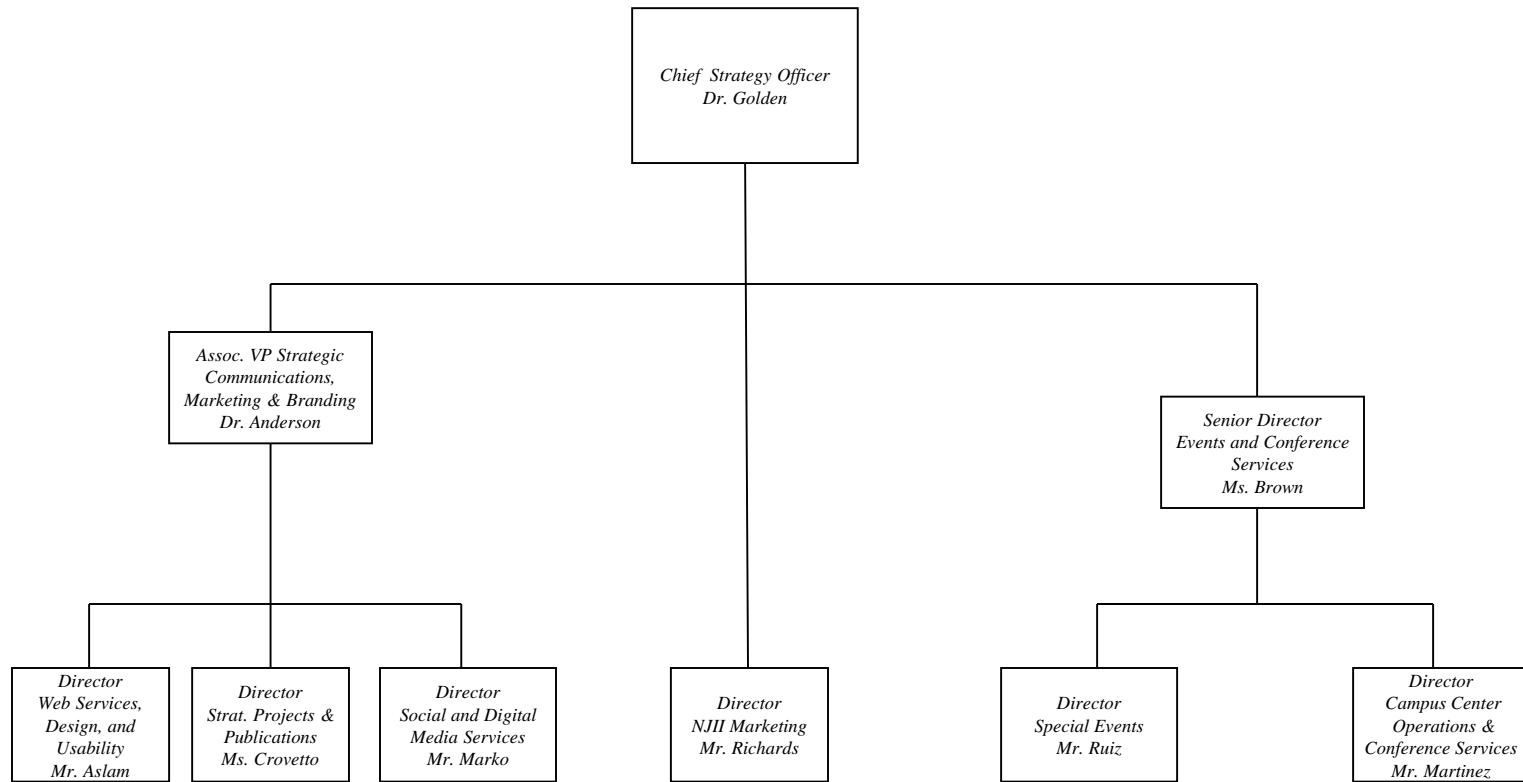 Chief Strategy Officer
Dr. Golden
Assoc. VP Strategic
Communications,
Marketing & Branding
Dr. Anderson
Senior Director
Events and Conference
Services
Ms. Brown
Director
Web Services,
Design, and
Usability
Mr. Aslam
Director
Strat. Projects &
Publications
Ms. Crovetto
Director
Social and Digital
Media Services
Mr. Marko
Director
NJII Marketing
Mr. Richards
Director
Special Events
Mr. Ruiz
Director
Campus Center
Operations &
Conference Services
Mr. Martinez